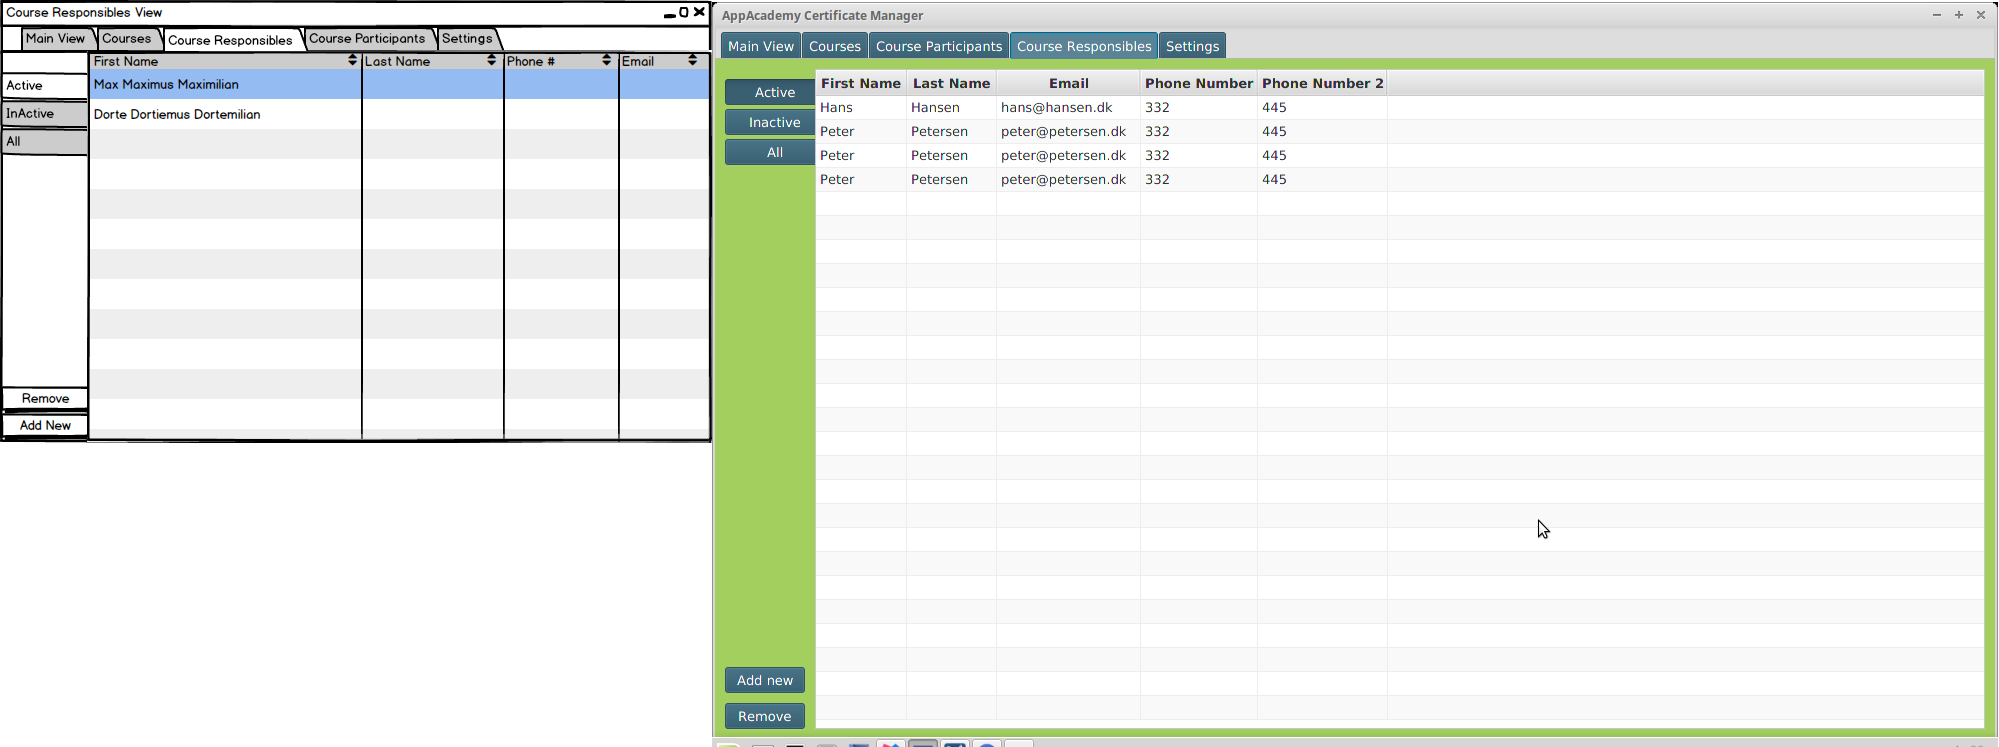 Course Responsibles View
Main View Courses Course Responsibles Course Participants Settings
First Name Last Name Phone # Email
Active
Max Maximus Maximilian
InActive
Dorte Dortiemus Dortemilian
All
Remove
Add New
AppAcademy Certificate Manager
Main View Courses Course Participants Course Responsibles Settings
Active
Inactive
All
First Name Last Name Email Phone Number Phone Number 2
Hans Hansen hans@hansen.dk 332 445
Peter Petersen peter@petersen.dk 332 445
Peter Petersen peter@petersen.dk 332 445
Peter Petersen peter@petersen.dk 332 445
Add new
Remove